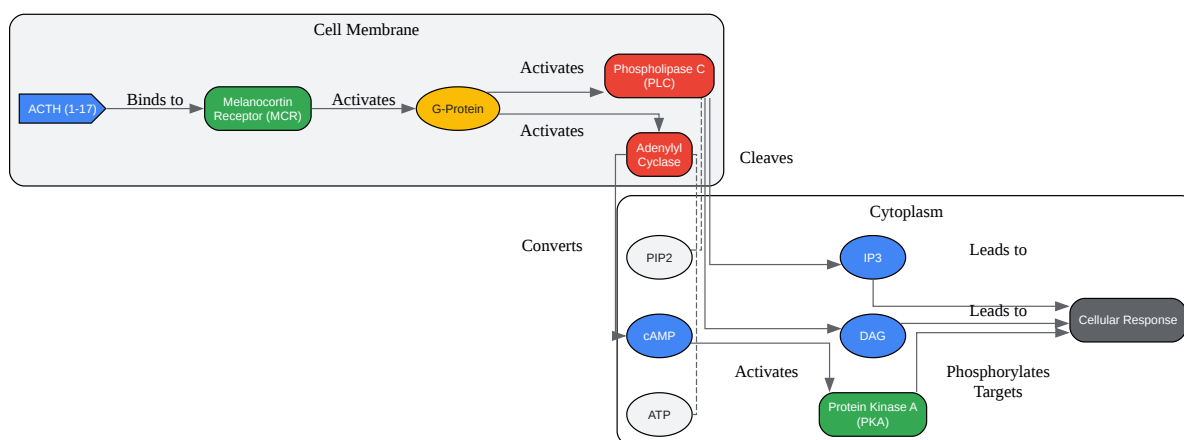 Cell Membrane
ACTH (1-17)
Binds to
Melanocortin
Receptor (MCR)
Activates
G-Protein
Activates
Phospholipase C
(PLC)
Activates
Adenylyl
Cyclase
Cleaves
Cytoplasm
Converts
PIP2
IP3
Leads to
cAMP
DAG
Leads to
Cellular Response
Activates
Phosphorylates
Targets
ATP
Protein Kinase A
(PKA)